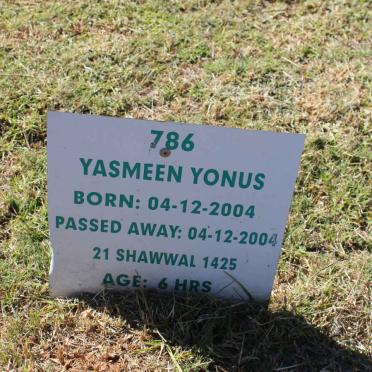 786
YASMEEN YONUS
BORN: 04-12-2004
PASSED AWAY: 04-12-2004
21 SHAWWAL 1425
AGE: 6 HRS